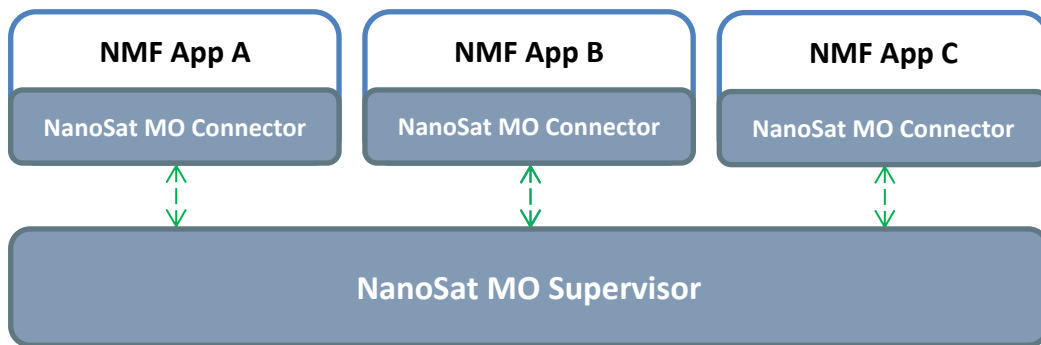 NMF App A
NMF App B
NMF App C
NanoSat MO Connector
NanoSat MO Connector
NanoSat MO Connector
NanoSat MO Supervisor